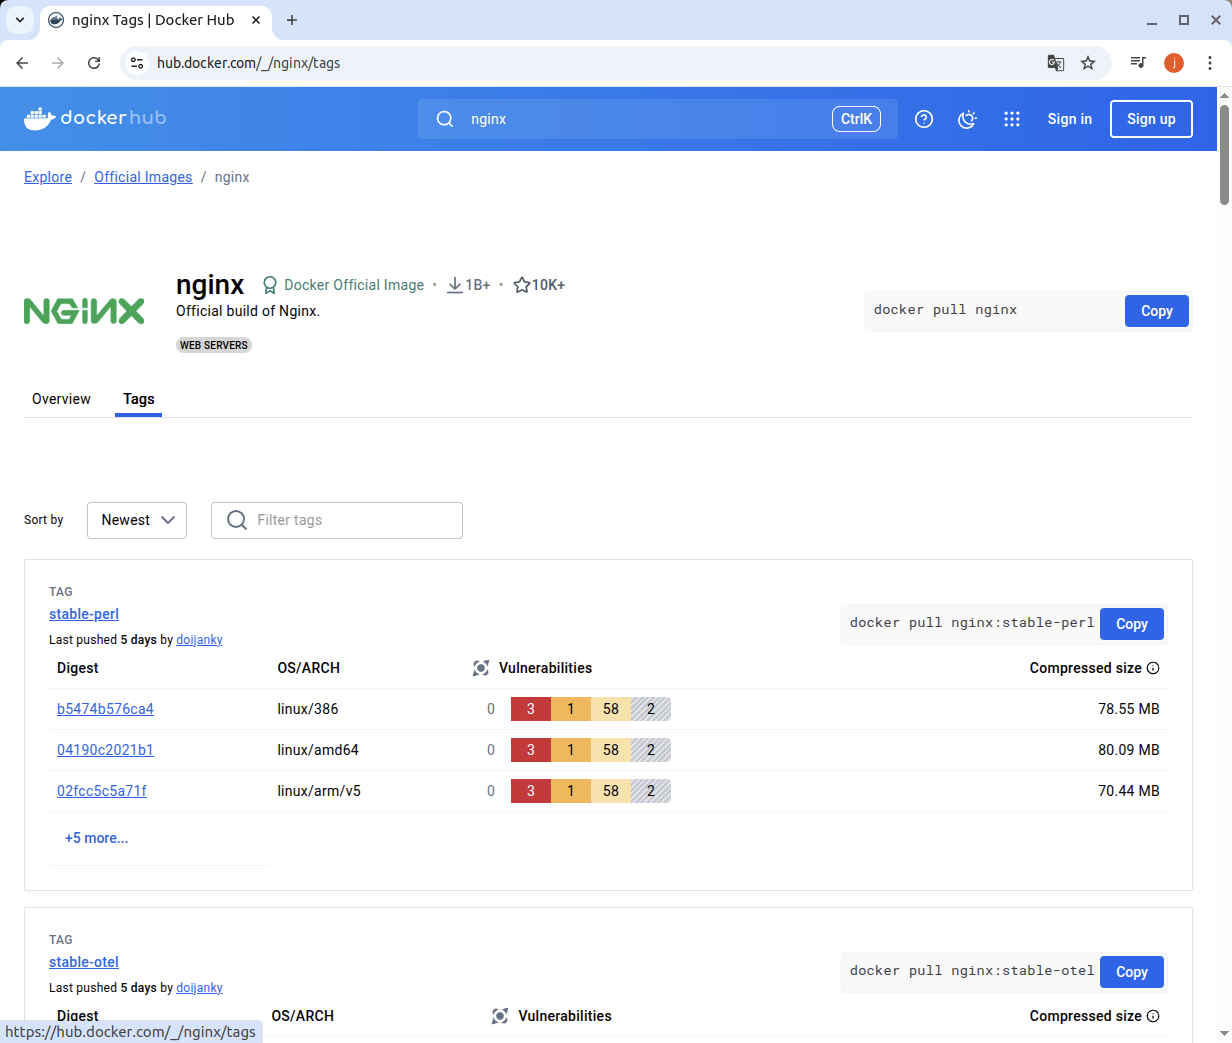 nginx Tags | Docker Hub
hub.docker.com/_/nginx/tags
j
dockerhub
nginx
CtrlK
Sign in
Sign up
Explore / Official Images / nginx
NGINX
nginx
Docker Official Image • 1B+ • 10K+
Official build of Nginx.
WEB SERVERS
docker pull nginx
Copy
Overview
Tags
Sort by
Newest
Filter tags
TAG
stable-perl
Last pushed 5 days by doijanky
docker pull nginx:stable-perl
Copy
Digest OS/ARCH Vulnerabilities Compressed size
b5474b576ca4 linux/386 0 3 1 58 2 78.55 MB
04190c2021b1 linux/amd64 0 3 1 58 2 80.09 MB
02fcc5c5a71f linux/arm/v5 0 3 1 58 2 70.44 MB
+5 more...
TAG
stable-otel
Last pushed 5 days by doijanky
docker pull nginx:stable-otel
Copy
Digest OS/ARCH Vulnerabilities Compressed size
https://hub.docker.com/_/nginx/tags